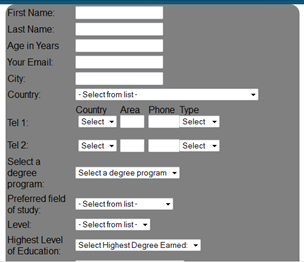 First Name:
Last Name:
Age in Years
Your Email:
City:
Country: - Select from list -
Country Area Phone Type
Tel 1: Select Select
Tel 2: Select Select
Select a
degree
program: Select a degree program
Preferred field
of study: - Select from list -
Level: - Select from list -
Highest Level
of Education: Select Highest Degree Earned: